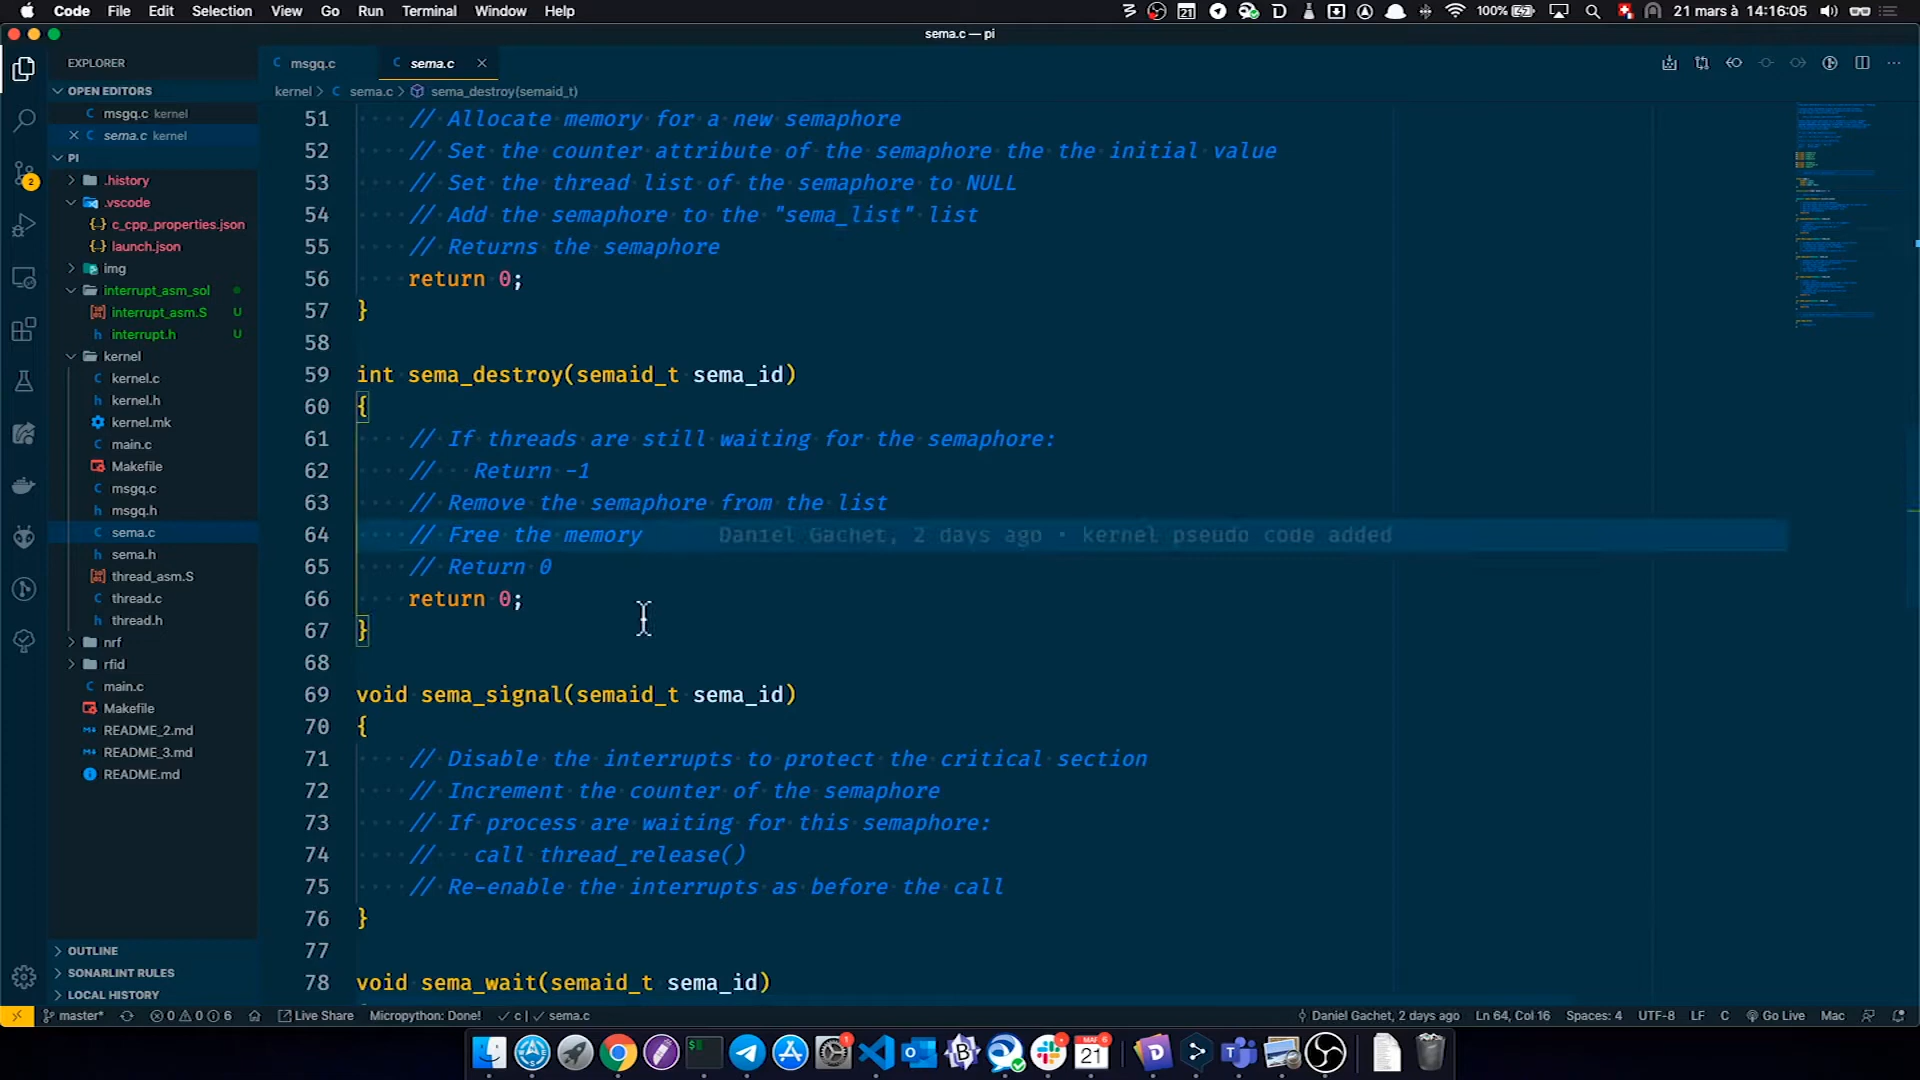 Code File Edit Selection View Go Run Terminal Window Help
100% 21 mars à 14:16:05
sema.c — pi
EXPLORER
msgq.c
sema.c
OPEN EDITORS
kernel > sema.c > sema_destroy(semaid_t)
msgq.c kernel
sema.c kernel
PI
.history
.vscode
c_cpp_properties.json
launch.json
img
interrupt_asm_sol
interrupt_asm.S U
interrupt.h U
kernel
kernel.c
kernel.h
kernel.mk
main.c
Makefile
msgq.c
msgq.h
sema.c
sema.h
thread_asm.S
thread.c
thread.h
nrf
rfid
main.c
Makefile
README_2.md
README_3.md
README.md
OUTLINE
SONARLINT RULES
LOCAL HISTORY
2
51 // Allocate memory for a new semaphore
52 // Set the counter attribute of the semaphore the the initial value
53 // Set the thread list of the semaphore to NULL
54 // Add the semaphore to the "sema_list" list
55 // Returns the semaphore
56 return 0;
57 }
58
59 int sema_destroy(semaid_t sema_id)
60 {
61 // If threads are still waiting for the semaphore:
62 // Return -1
63 // Remove the semaphore from the list
64 // Free the memory Daniel Gachet, 2 days ago • kernel pseudo code added
65 // Return 0
66 return 0;
67 }
68
69 void sema_signal(semaid_t sema_id)
70 {
71 // Disable the interrupts to protect the critical section
72 // Increment the counter of the semaphore
73 // If process are waiting for this semaphore:
74 // call thread_release()
75 // Re-enable the interrupts as before the call
76 }
77
78 void sema_wait(semaid_t sema_id)
master* 0 0 6 Live Share Micropython: Done! c | sema.c Daniel Gachet, 2 days ago Ln 64, Col 16 Spaces: 4 UTF-8 LF C Go Live Mac
21